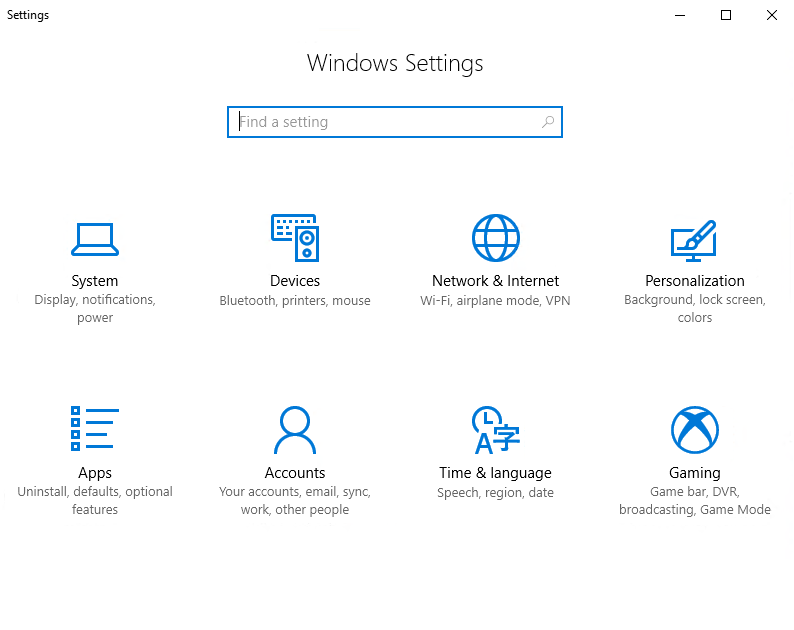 Settings
Windows Settings
Find a setting
System
Display, notifications,
power
Devices
Bluetooth, printers, mouse
Network & Internet
Wi-Fi, airplane mode, VPN
Personalization
Background, lock screen,
colors
Apps
Uninstall, defaults, optional
features
Accounts
Your accounts, email, sync,
work, other people
A字
Time & language
Speech, region, date
Gaming
Game bar, DVR,
broadcasting, Game Mode